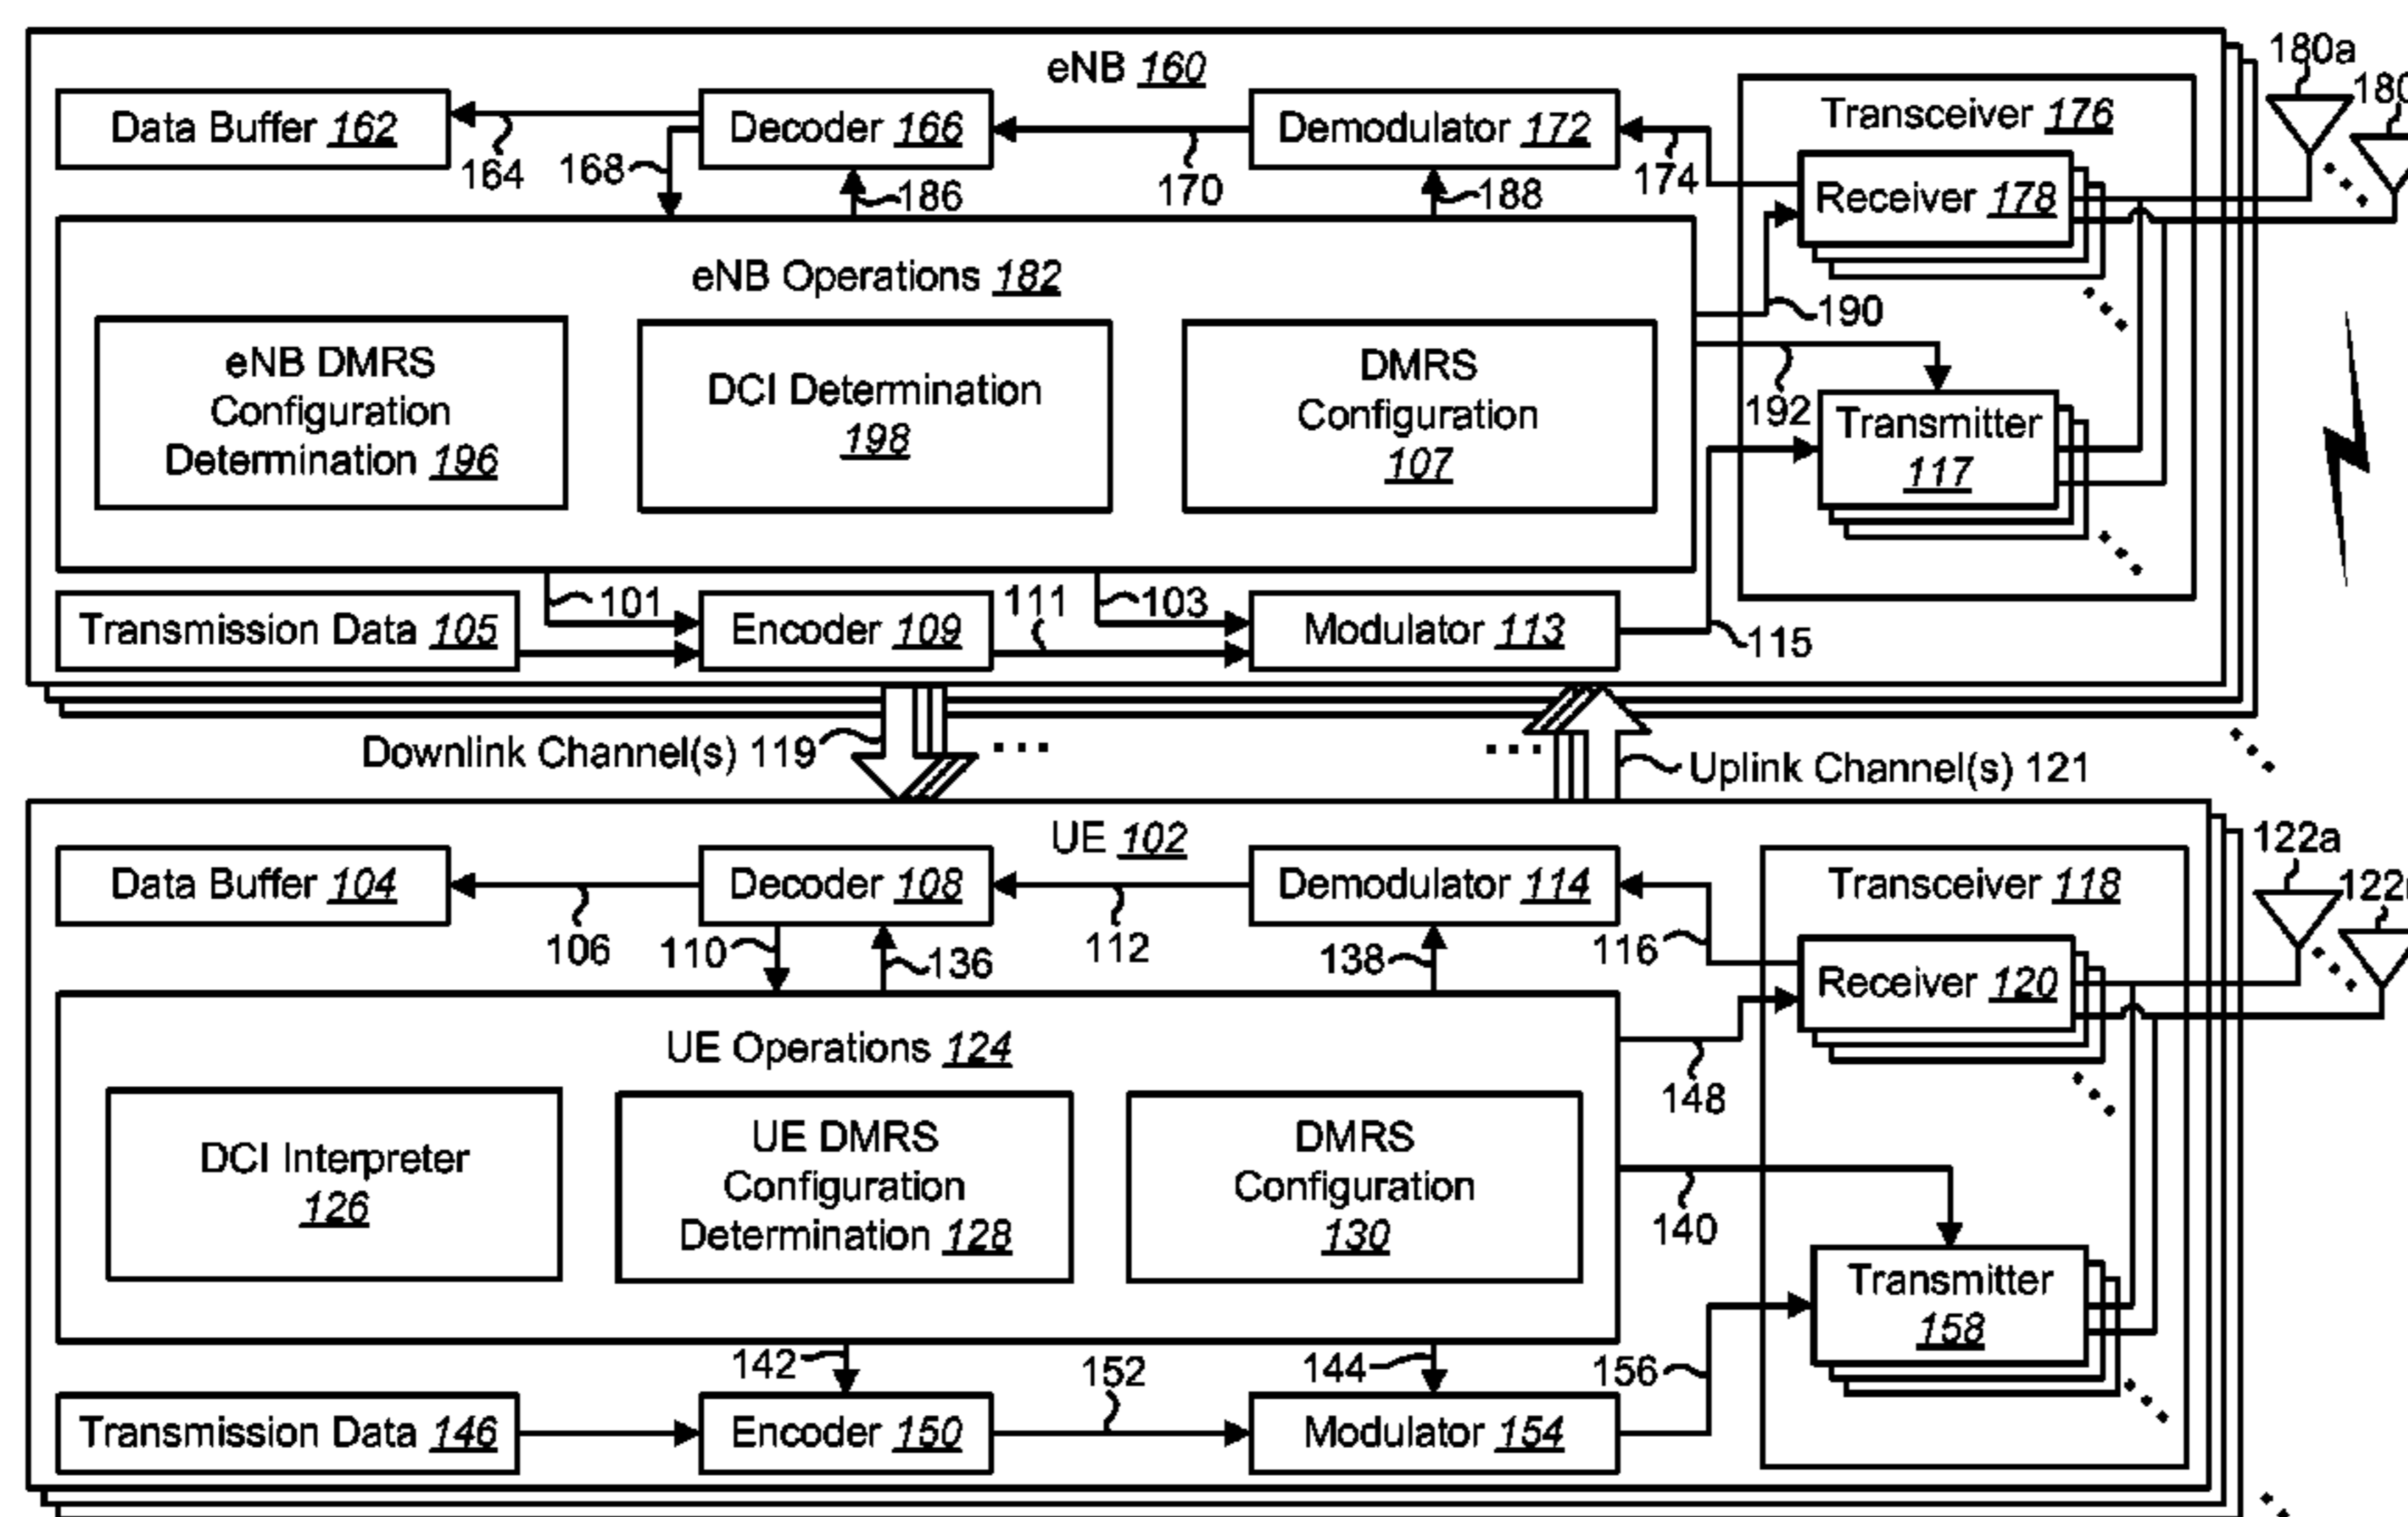 eNB 160
180a
180
Data Buffer 162
Decoder 166
Demodulator 172
Transceiver 176
164
168
186
170
188
174
Receiver 178
eNB Operations 182
190
eNB DMRS
Configuration
Determination 196
DCI Determination
198
DMRS
Configuration
107
192
Transmitter
117
101
111
103
Transmission Data 105
Encoder 109
Modulator 113
115
Downlink Channel(s) 119
Uplink Channel(s) 121
UE 102
122a
122
Data Buffer 104
Decoder 108
Demodulator 114
Transceiver 118
106
110
136
112
138
116
Receiver 120
UE Operations 124
148
DCI Interpreter
126
UE DMRS
Configuration
Determination 128
DMRS
Configuration
130
140
Transmitter
158
142
152
144
156
Transmission Data 146
Encoder 150
Modulator 154